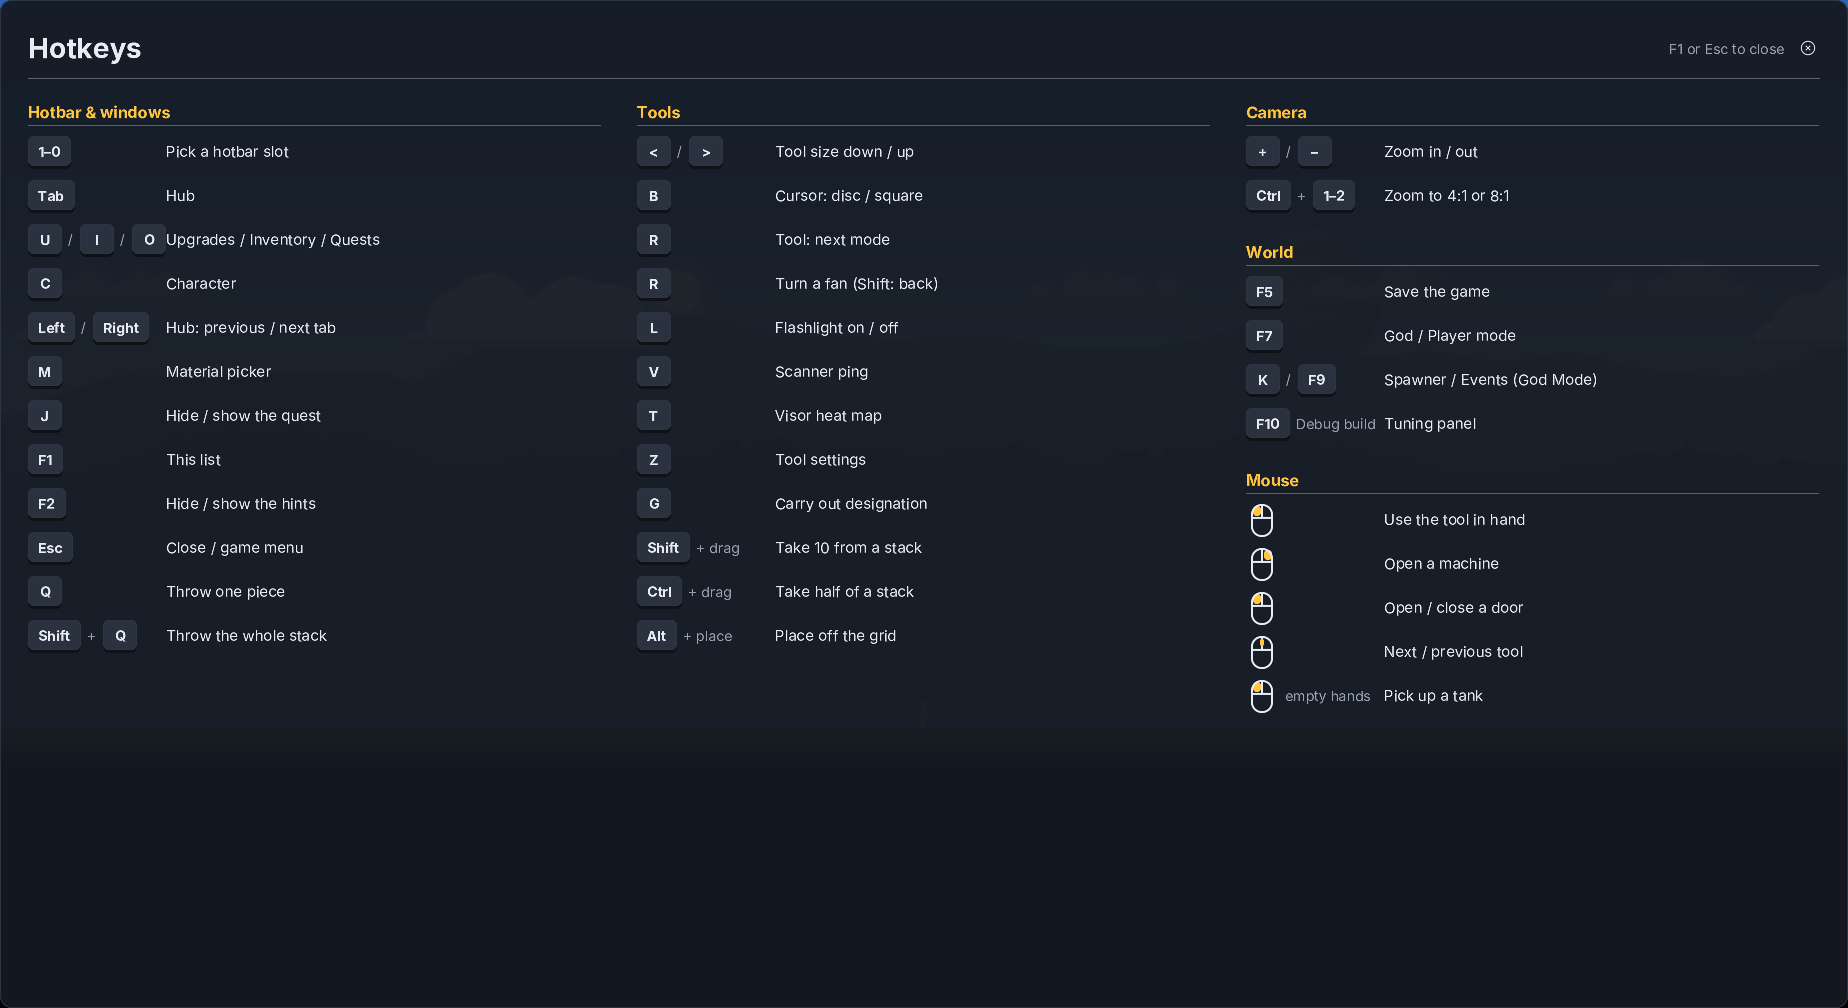 Hotkeys
F1 or Esc to close
Hotbar & windows
1–0 Pick a hotbar slot
Tab Hub
U / I / O Upgrades / Inventory / Quests
C Character
Left / Right Hub: previous / next tab
M Material picker
J Hide / show the quest
F1 This list
F2 Hide / show the hints
Esc Close / game menu
Q Throw one piece
Shift + Q Throw the whole stack
Tools
< / > Tool size down / up
B Cursor: disc / square
R Tool: next mode
R Turn a fan (Shift: back)
L Flashlight on / off
V Scanner ping
T Visor heat map
Z Tool settings
G Carry out designation
Shift + drag Take 10 from a stack
Ctrl + drag Take half of a stack
Alt + place Place off the grid
Camera
+ / – Zoom in / out
Ctrl + 1–2 Zoom to 4:1 or 8:1
World
F5 Save the game
F7 God / Player mode
K / F9 Spawner / Events (God Mode)
F10 Debug build Tuning panel
Mouse
Use the tool in hand
Open a machine
Open / close a door
Next / previous tool
empty hands Pick up a tank